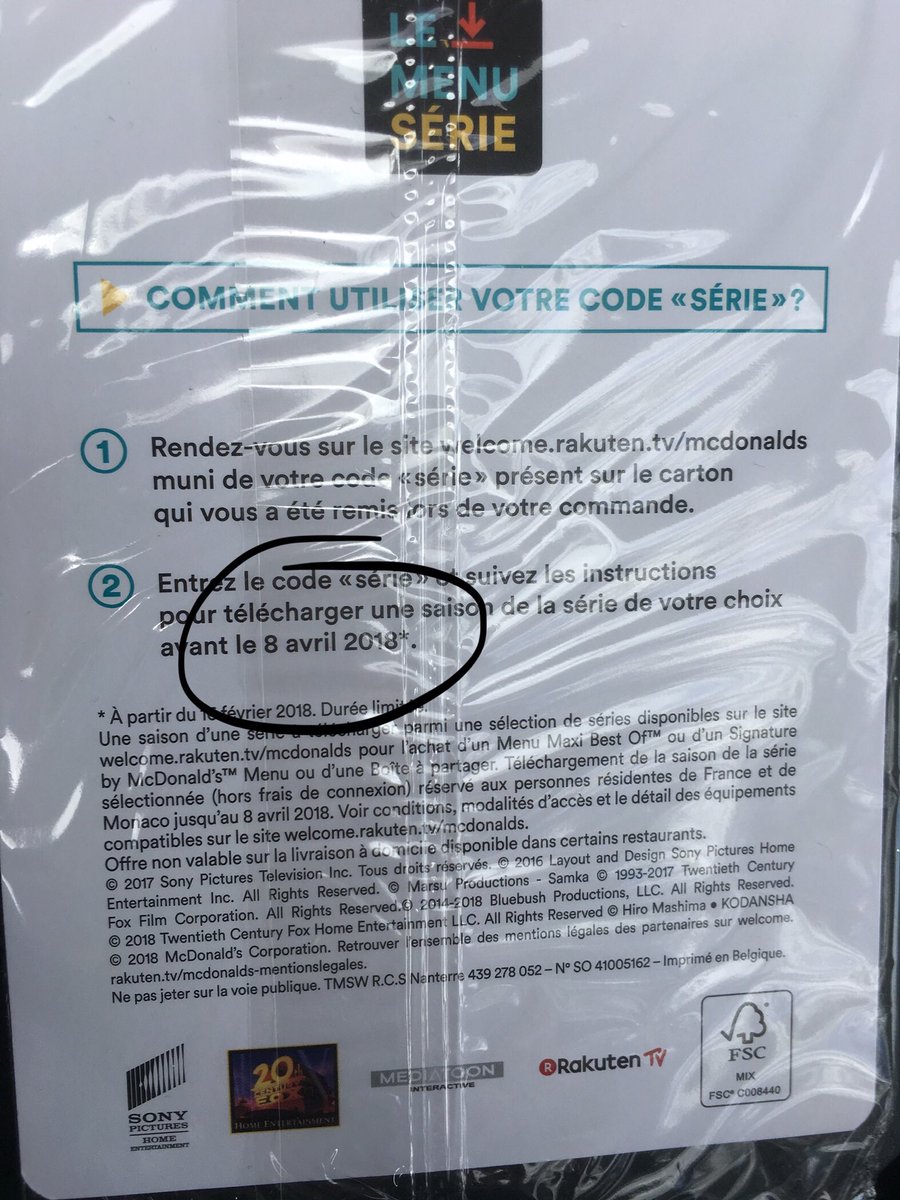 LE
MENU
SÉRIE
COMMENT UTILISER VOTRE CODE « SÉRIE » ?
1 Rendez-vous sur le site welcome.rakuten.tv/mcdonalds
muni de votre code « série » présent sur le carton
qui vous a été remis lors de votre commande.
2 Entrez le code « série » et suivez les instructions
pour télécharger une saison de la série de votre choix
avant le 8 avril 2018*.
* À partir du février 2018. Durée limitée.
Une saison d'une série à télécharger parmi une sélection de séries disponibles sur le site
welcome.rakuten.tv/mcdonalds pour l'achat d'un Menu Maxi Best Of™ ou d'un Signature
by McDonald's™ Menu ou d'une Boîte à partager. Téléchargement de la saison de la série
sélectionnée (hors frais de connexion) réservé aux personnes résidentes de France et de
Monaco jusqu'au 8 avril 2018. Voir conditions, modalités d'accès et le détail des équipements
compatibles sur le site welcome.rakuten.tv/mcdonalds.
Offre non valable sur la livraison à domicile disponible dans certains restaurants.
© 2017 Sony Pictures Television Inc. Tous droits réservés. © 2016 Layout and Design Sony Pictures Home
Entertainment Inc. All Rights Reserved. © Marsu Productions - Samka © 1993-2017 Twentieth Century
Fox Film Corporation. All Rights Reserved.© 2014-2018 Bluebush Productions, LLC. All Rights Reserved.
© 2018 Twentieth Century Fox Home Entertainment LLC. All Rights Reserved © Hiro Mashima • KODANSHA
© 2018 McDonald's Corporation. Retrouver l'ensemble des mentions légales des partenaires sur welcome.
rakuten.tv/mcdonalds-mentionslegales.
Ne pas jeter sur la voie publique. TMSW R.C.S Nanterre 439 278 052 – N° SO 41005162 – Imprimé en Belgique.
SONY
PICTURES
HOME
ENTERTAINMENT
20th
CENTURY
FOX
HOME ENTERTAINMENT
MEDIATOON
INTERACTIVE
R Rakuten TV
FSC
MIX
FSC® C008440